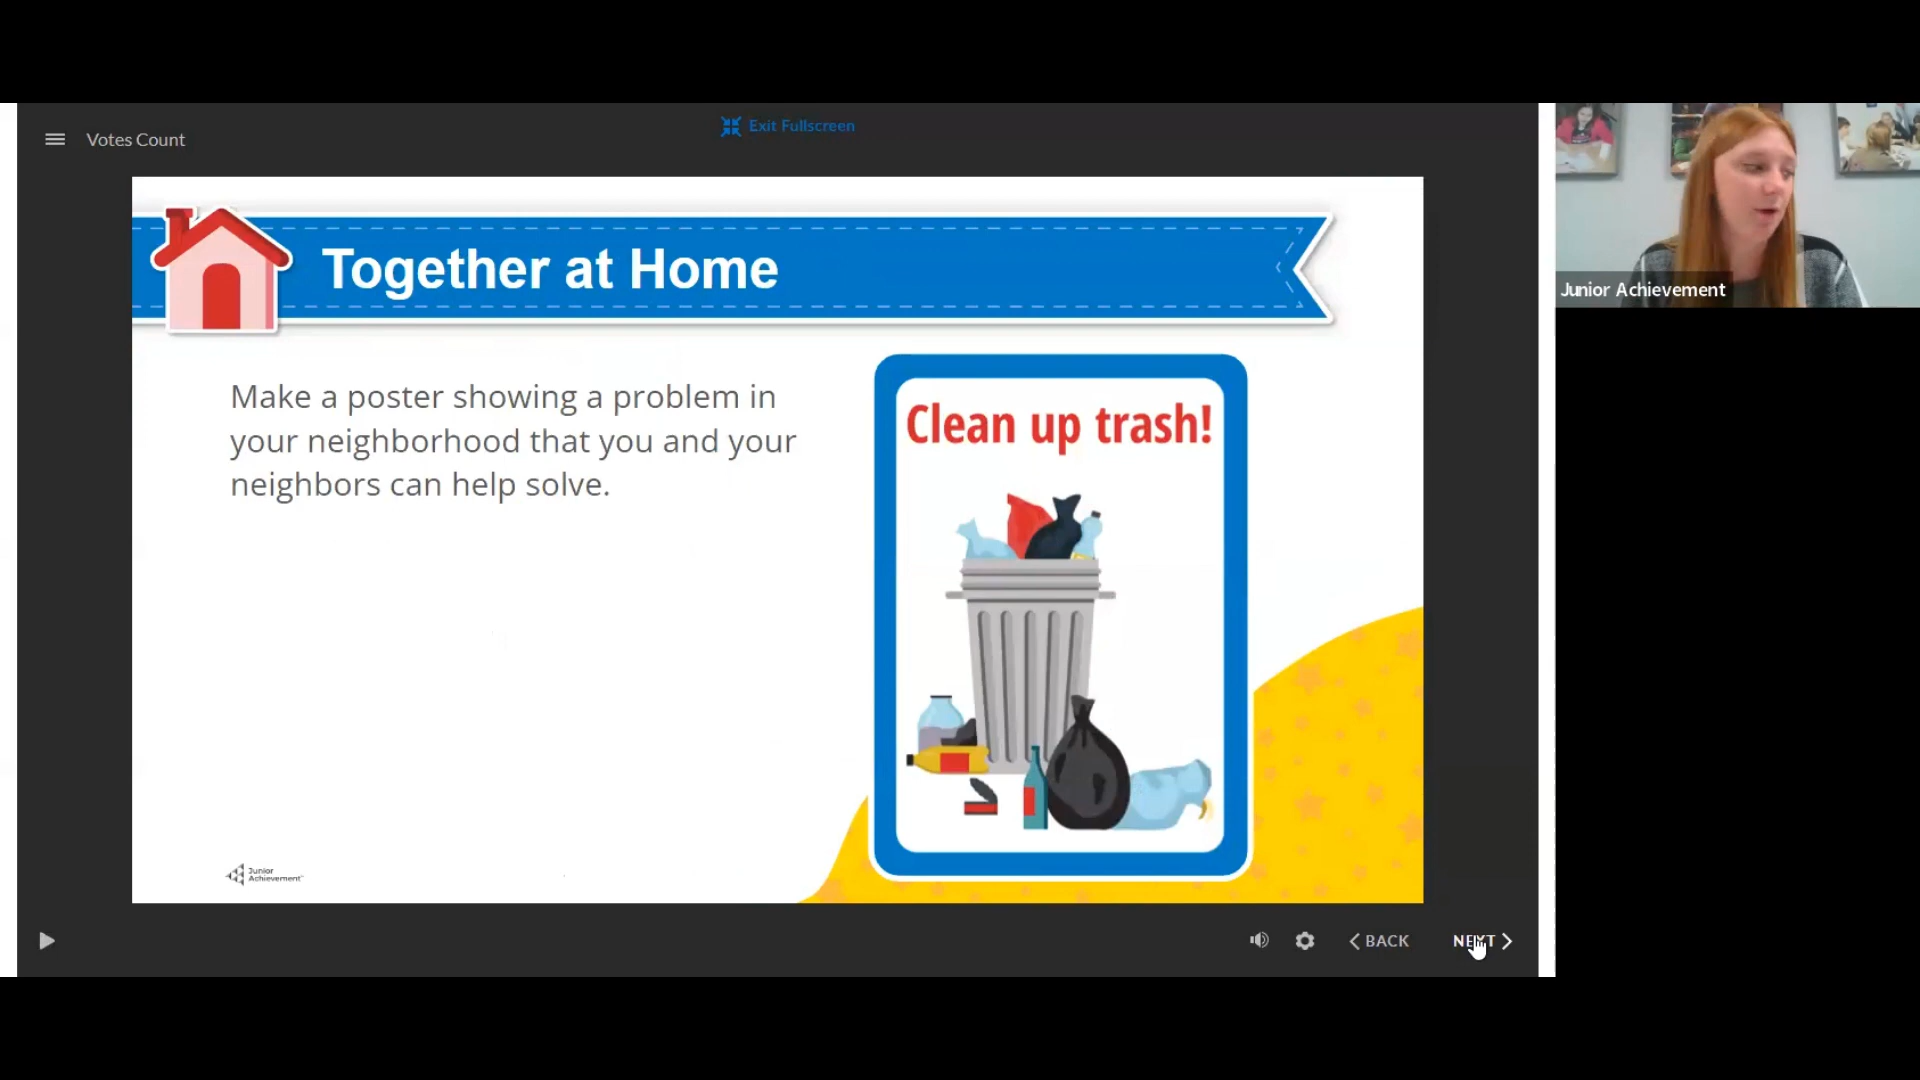 Votes Count
Exit Fullscreen
Together at Home
Make a poster showing a problem in
your neighborhood that you and your
neighbors can help solve.
Clean up trash!
Junior
Achievement
BACK
NEXT
Junior Achievement